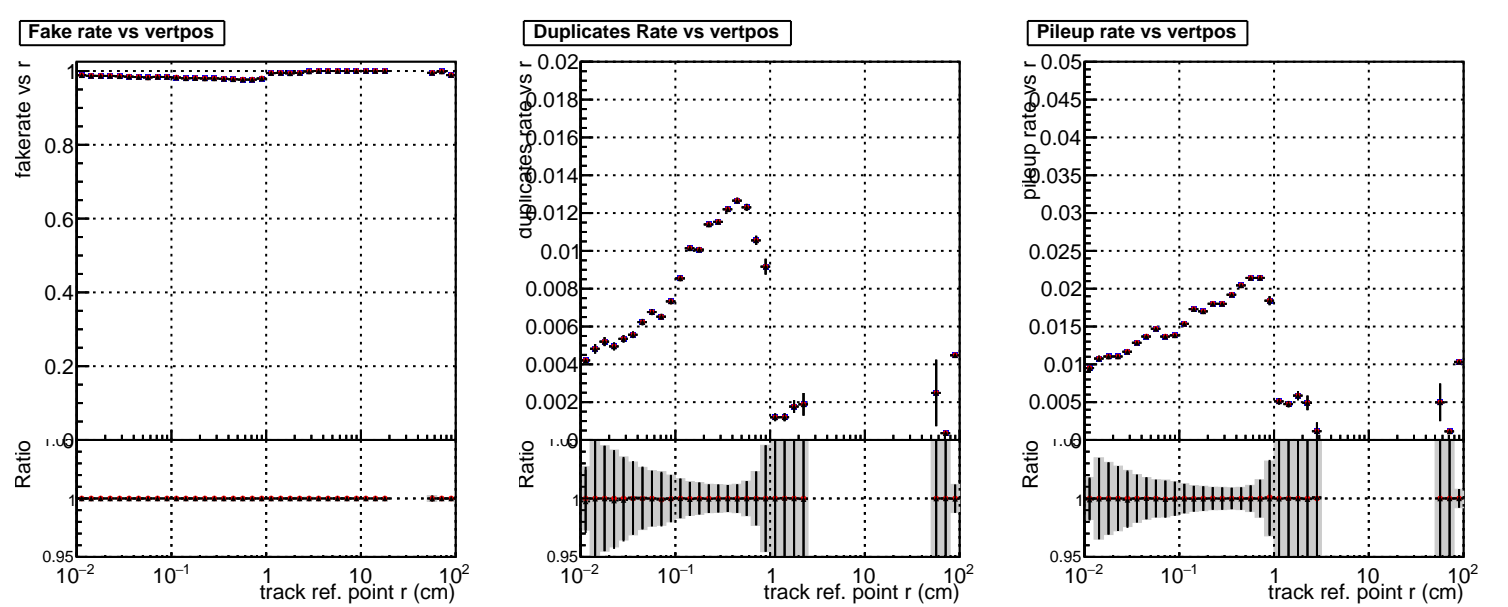 Fake rate vs vertpos
fakerate vs r
1
0.8
0.6
0.4
0.2
0
Ratio
1
0.95
10⁻² 10⁻¹ 1 10 10²
track ref. point r (cm)
Duplicates Rate vs vertpos
duplicates rate vs r
0.02
0.018
0.016
0.014
0.012
0.01
0.008
0.006
0.004
0.002
0
Ratio
1
0.95
10⁻² 10⁻¹ 1 10 10²
track ref. point r (cm)
Pileup rate vs vertpos
pileup rate vs r
0.05
0.045
0.04
0.035
0.03
0.025
0.02
0.015
0.01
0.005
0
Ratio
1
0.95
10⁻² 10⁻¹ 1 10 10²
track ref. point r (cm)